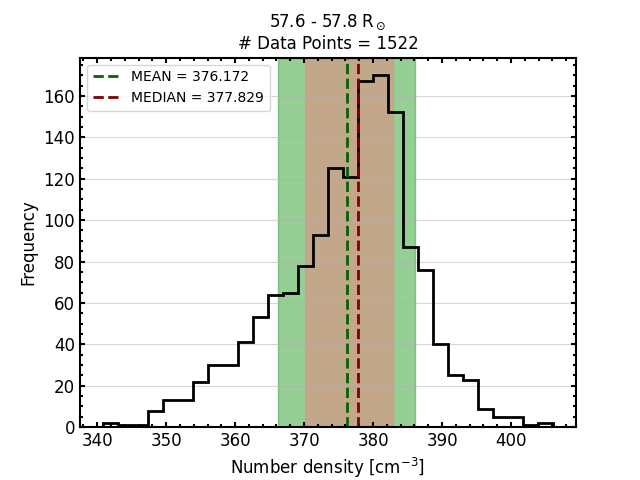 57.6 - 57.8 R⊙
# Data Points = 1522
MEAN = 376.172
MEDIAN = 377.829
160
140
120
100
80
60
40
20
0
Frequency
340 350 360 370 380 390 400
Number density [cm⁻³]